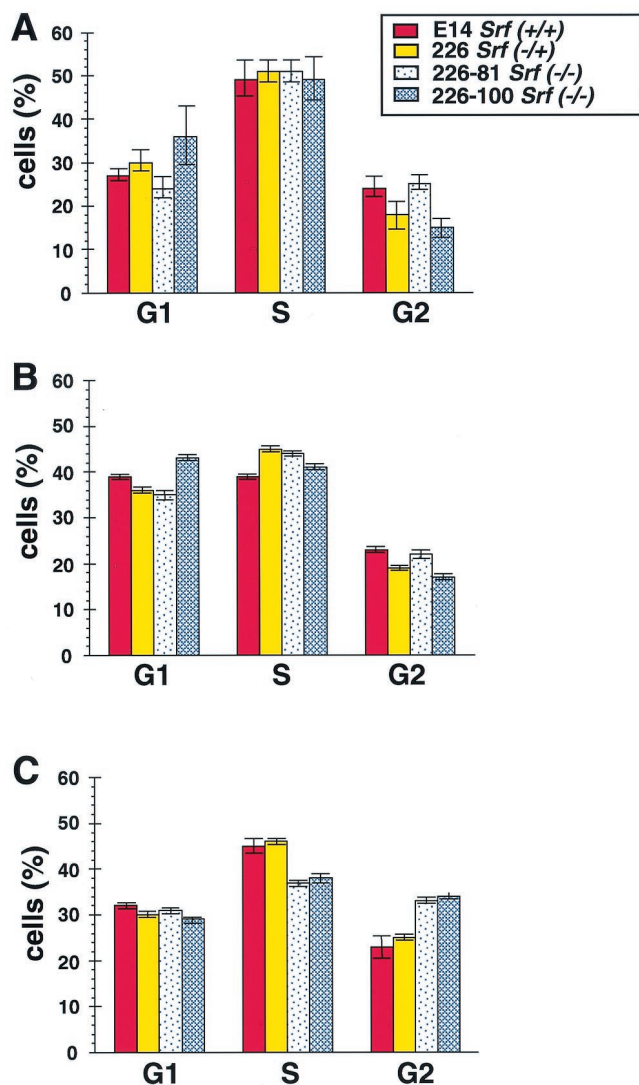 A
E14 Srf (+/+)
226 Srf (-/+)
226-81 Srf (-/-)
226-100 Srf (-/-)
cells (%)
60
50
40
30
20
10
0
G1 S G2
B
cells (%)
60
50
40
30
20
10
0
G1 S G2
C
cells (%)
60
50
40
30
20
10
0
G1 S G2